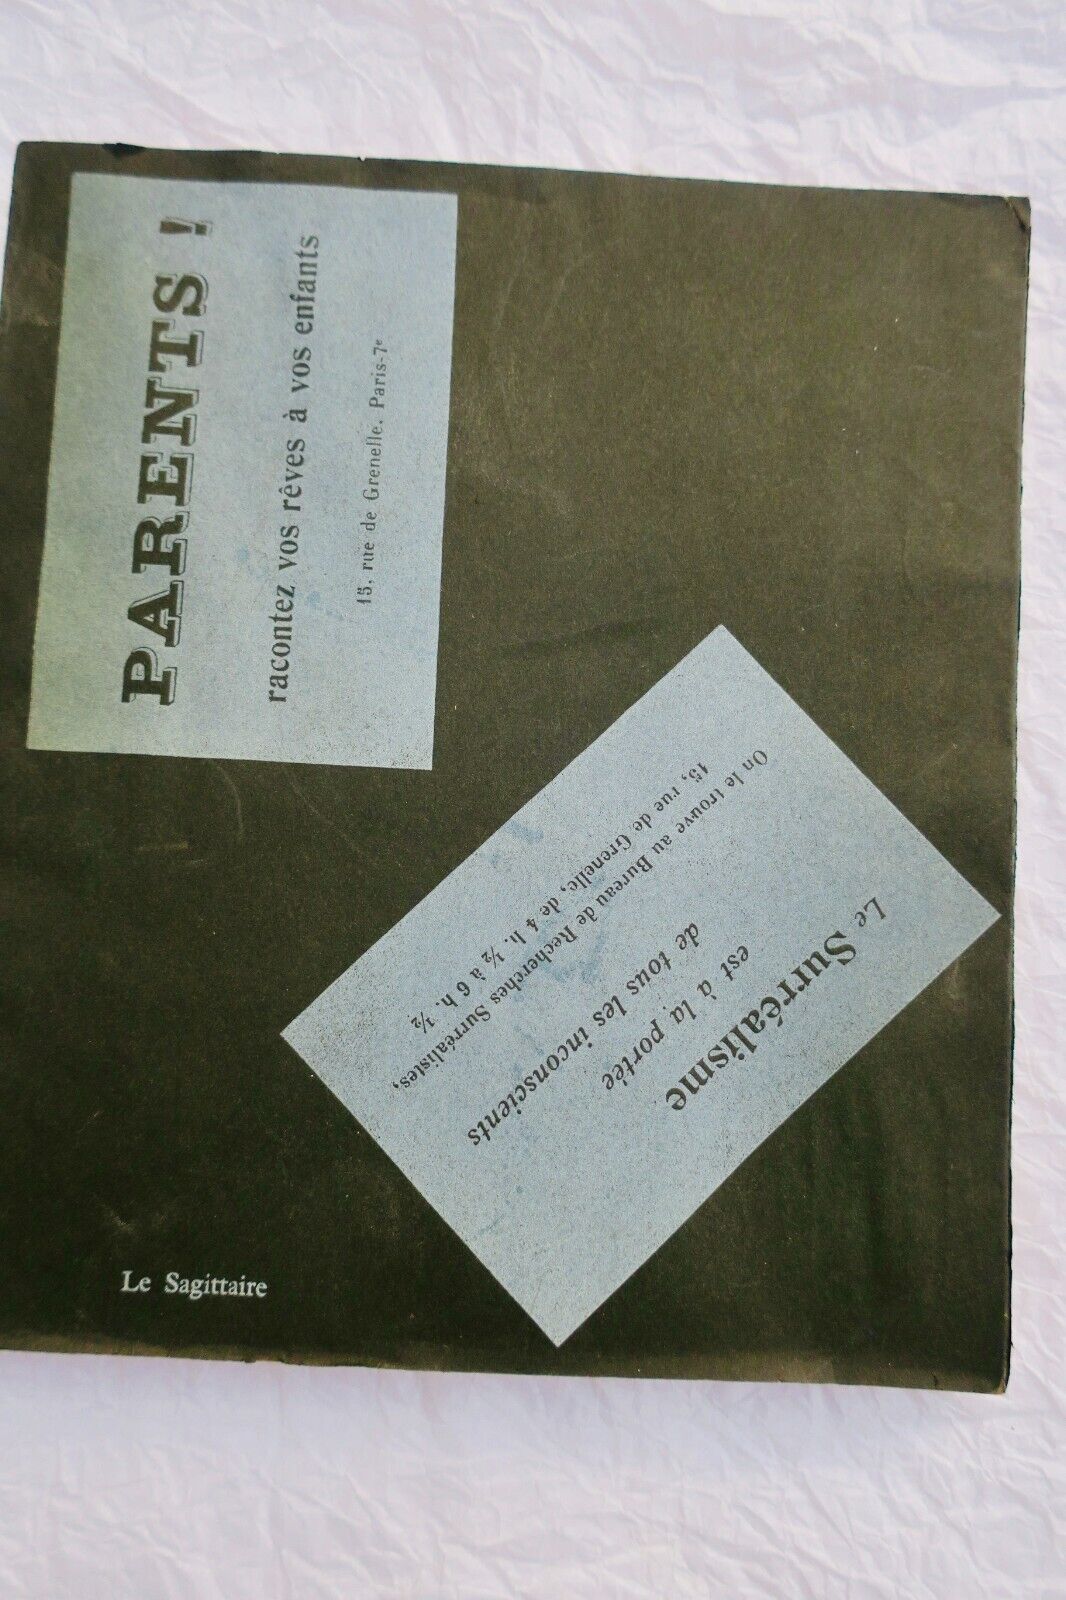 PARENTS !
racontez vos rêves à vos enfants
15, rue de Grenelle, Paris-7e
Le Surréalisme
est à la portée
de tous les inconscients
On le trouve au Bureau de Recherches Surréalistes,
15, rue de Grenelle, de 4 h. ½ à 6 h. ½
Le Sagittaire